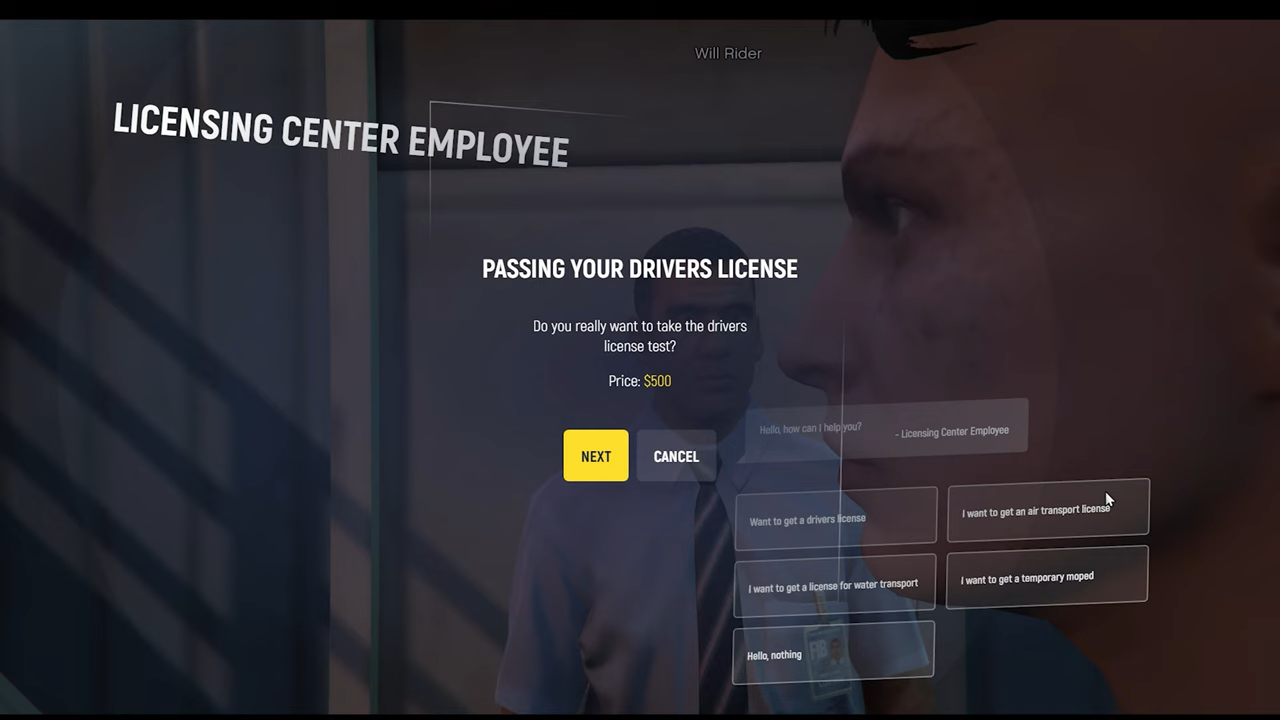 Will Rider
LICENSING CENTER EMPLOYEE
PASSING YOUR DRIVERS LICENSE
Do you really want to take the drivers
license test?
Price: $500
NEXT
CANCEL
Hello, how can I help you?
- Licensing Center Employee
Want to get a drivers license
I want to get an air transport license
I want to get a license for water transport
I want to get a temporary moped
Hello, nothing
FIB